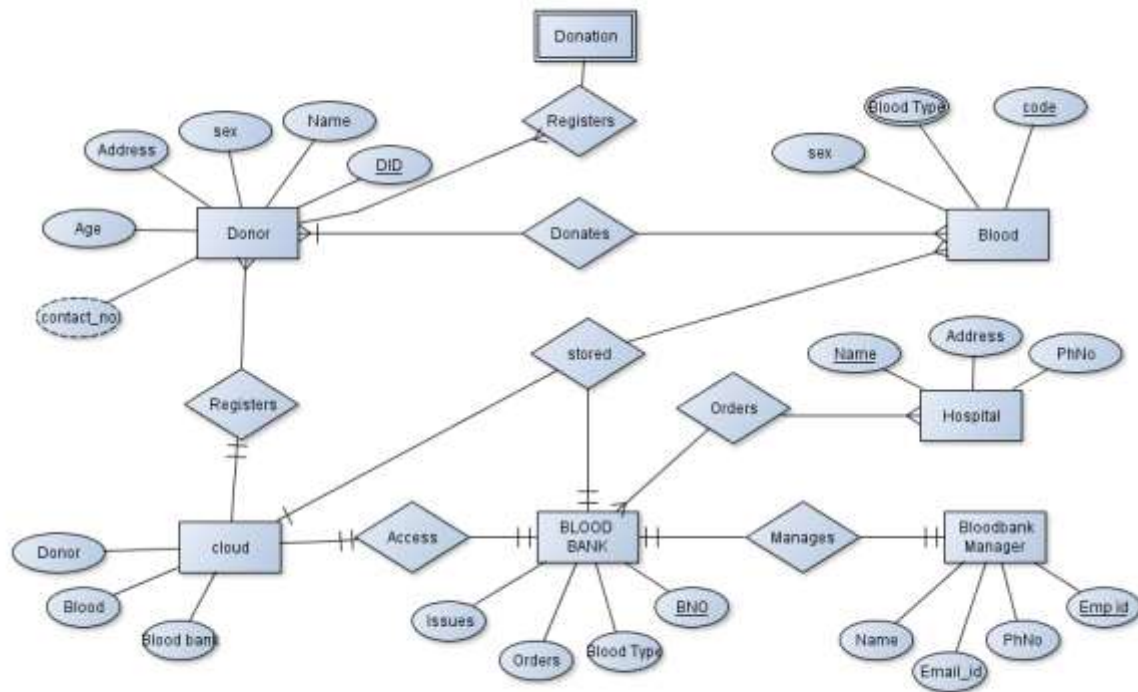 Donation
Registers
Name
sex
Address
DID
Age
Donor
contact_no
Donates
Blood Type
code
sex
Blood
stored
Registers
Orders
Name
Address
PhNo
Hospital
cloud
Donor
Blood
Blood bank
Access
BLOOD
BANK
Issues
Orders
Blood Type
BNO
Manages
Bloodbank
Manager
Name
Email_id
PhNo
Emp id